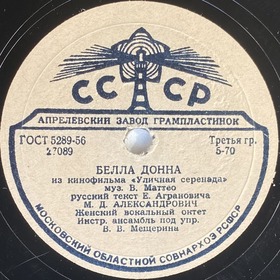 СССР
АПРЕЛЕВСКИЙ ЗАВОД ГРАМПЛАСТИНОК
ГОСТ 5289-56
27089
Третья гр.
5-70
БЕЛЛА ДОННА
из кинофильма «Уличная серенада»
муз. В. Маттео
русский текст В. Аграновича
М. Д. АЛЕКСАНДРОВИЧ
Женский вокальный октет
Инстр. ансамбль под упр.
В. В. Мещерина
МОСКОВСКИЙ ОБЛАСТНОЙ СОВНАРХОЗ РСФСР